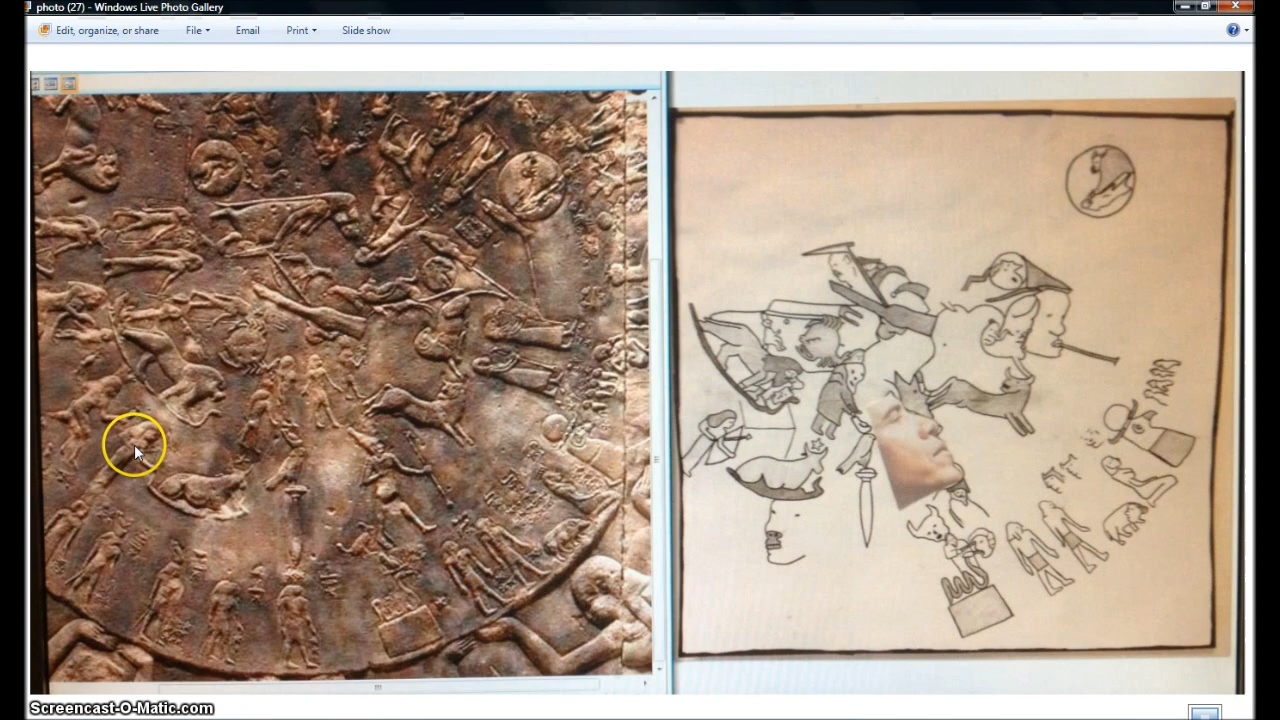 photo (27) - Windows Live Photo Gallery
Edit, organize, or share File Email Print Slide show
Screencast-O-Matic.com